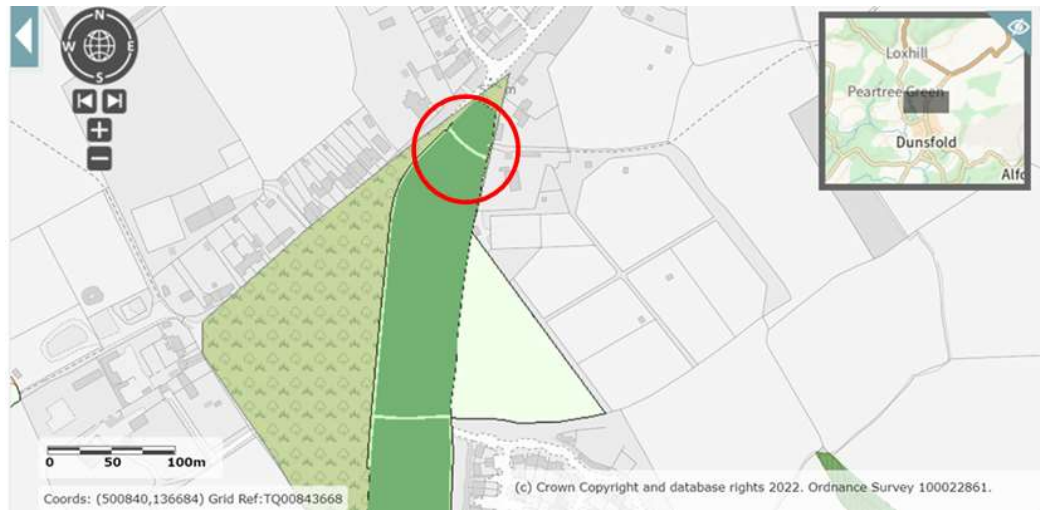 N
W
E
S
0 50 100m
Coords: (500840,136684) Grid Ref:TQ00843668
(c) Crown Copyright and database rights 2022. Ordnance Survey 100022861.
Loxhill
Peartree Green
Dunsfold
Alfo